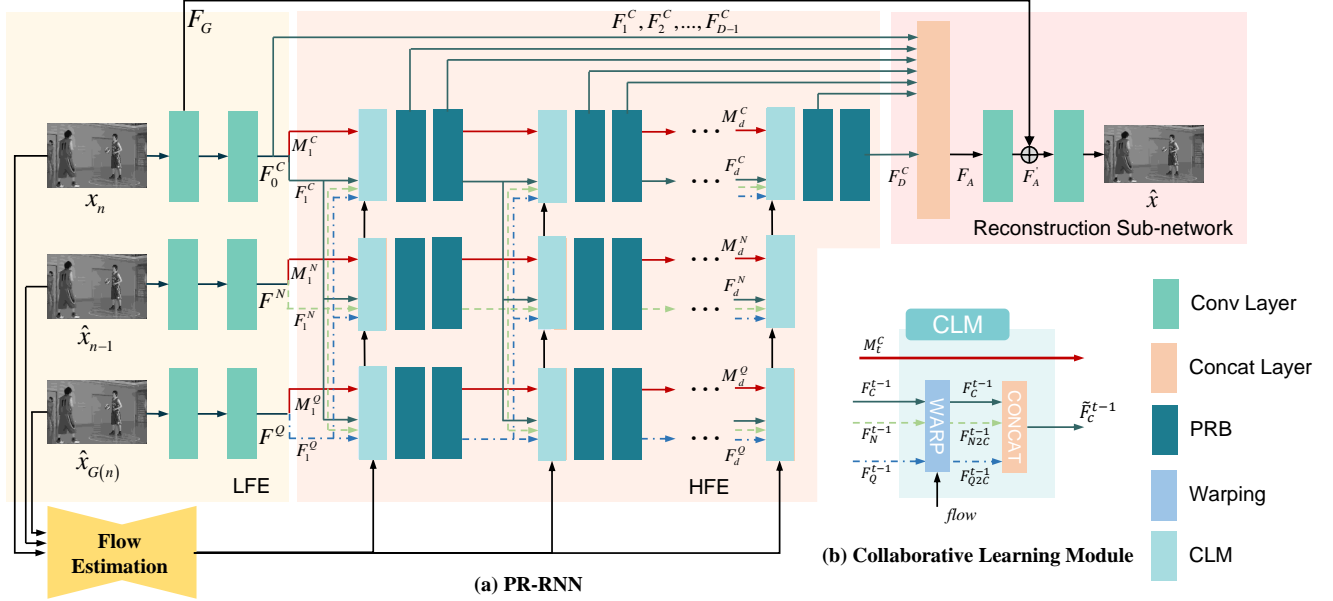 F_G
F_1^C, F_2^C, ..., F_{D-1}^C
x_n
F_0^C
M_1^C
F_1^C
M_d^C
F_d^C
F_D^C
F_A
F_A^'
x̂
Reconstruction Sub-network
x̂_{n-1}
F^N
M_1^N
F_1^N
M_d^N
F_d^N
x̂_{G(n)}
F^Q
M_1^Q
F_1^Q
M_d^Q
F_d^Q
LFE
HFE
Flow
Estimation
(a) PR-RNN
CLM
M_t^C
F_C^{t-1}
F_N^{t-1}
F_Q^{t-1}
WARP
F_C^{t-1}
F_{N2C}^{t-1}
F_{Q2C}^{t-1}
CONCAT
F̃_C^{t-1}
flow
(b) Collaborative Learning Module
Conv Layer
Concat Layer
PRB
Warping
CLM